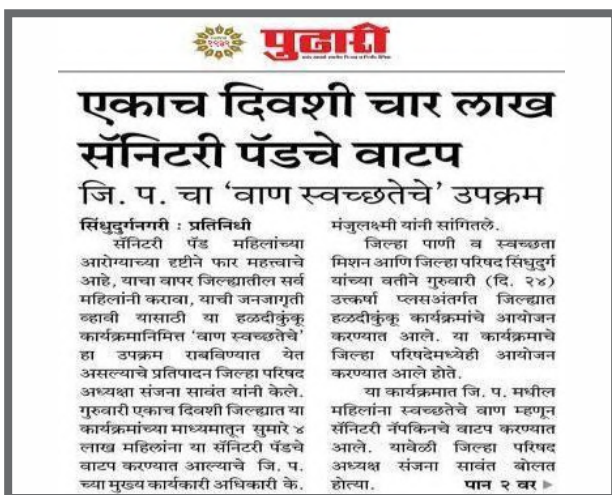 पुढारी
एकाच दिवशी चार लाख
सॅनिटरी पॅडचे वाटप
जि. प. चा ‘वाण स्वच्छतेचे’ उपक्रम
सिंधुदुर्गनगरी : प्रतिनिधी
सॅनिटरी पॅड महिलांच्या
आरोग्याच्या दृष्टीने फार महत्त्वाचे
आहे, याचा वापर जिल्ह्यातील सर्व
महिलांनी करावा, याची जनजागृती
व्हावी यासाठी या हळदीकुंकू
कार्यक्रमानिमित्त ‘वाण स्वच्छतेचे’
हा उपक्रम राबविण्यात येत
असल्याचे प्रतिपादन जिल्हा परिषद
अध्यक्षा संजना सावंत यांनी केले.
गुरुवारी एकाच दिवशी जिल्ह्यात या
कार्यक्रमांच्या माध्यमातून सुमारे ४
लाख महिलांना या सॅनिटरी पॅडचे
वाटप करण्यात आल्याचे जि. प.
च्या मुख्य कार्यकारी अधिकारी के.
मंजुलक्ष्मी यांनी सांगितले.
जिल्हा पाणी व स्वच्छता
मिशन आणि जिल्हा परिषद सिंधुदुर्ग
यांच्या वतीने गुरुवारी (दि. २४)
उत्कर्षा प्लसअंतर्गत जिल्ह्यात
हळदीकुंकू कार्यक्रमांचे आयोजन
करण्यात आले. या कार्यक्रमाचे
जिल्हा परिषदेमध्येही आयोजन
करण्यात आले होते.
या कार्यक्रमात जि. प. मधील
महिलांना स्वच्छतेचे वाण म्हणून
सॅनिटरी नॅपकिनचे वाटप करण्यात
आले. यावेळी जिल्हा परिषद
अध्यक्ष संजना सावंत बोलत
होत्या. पान २ वर